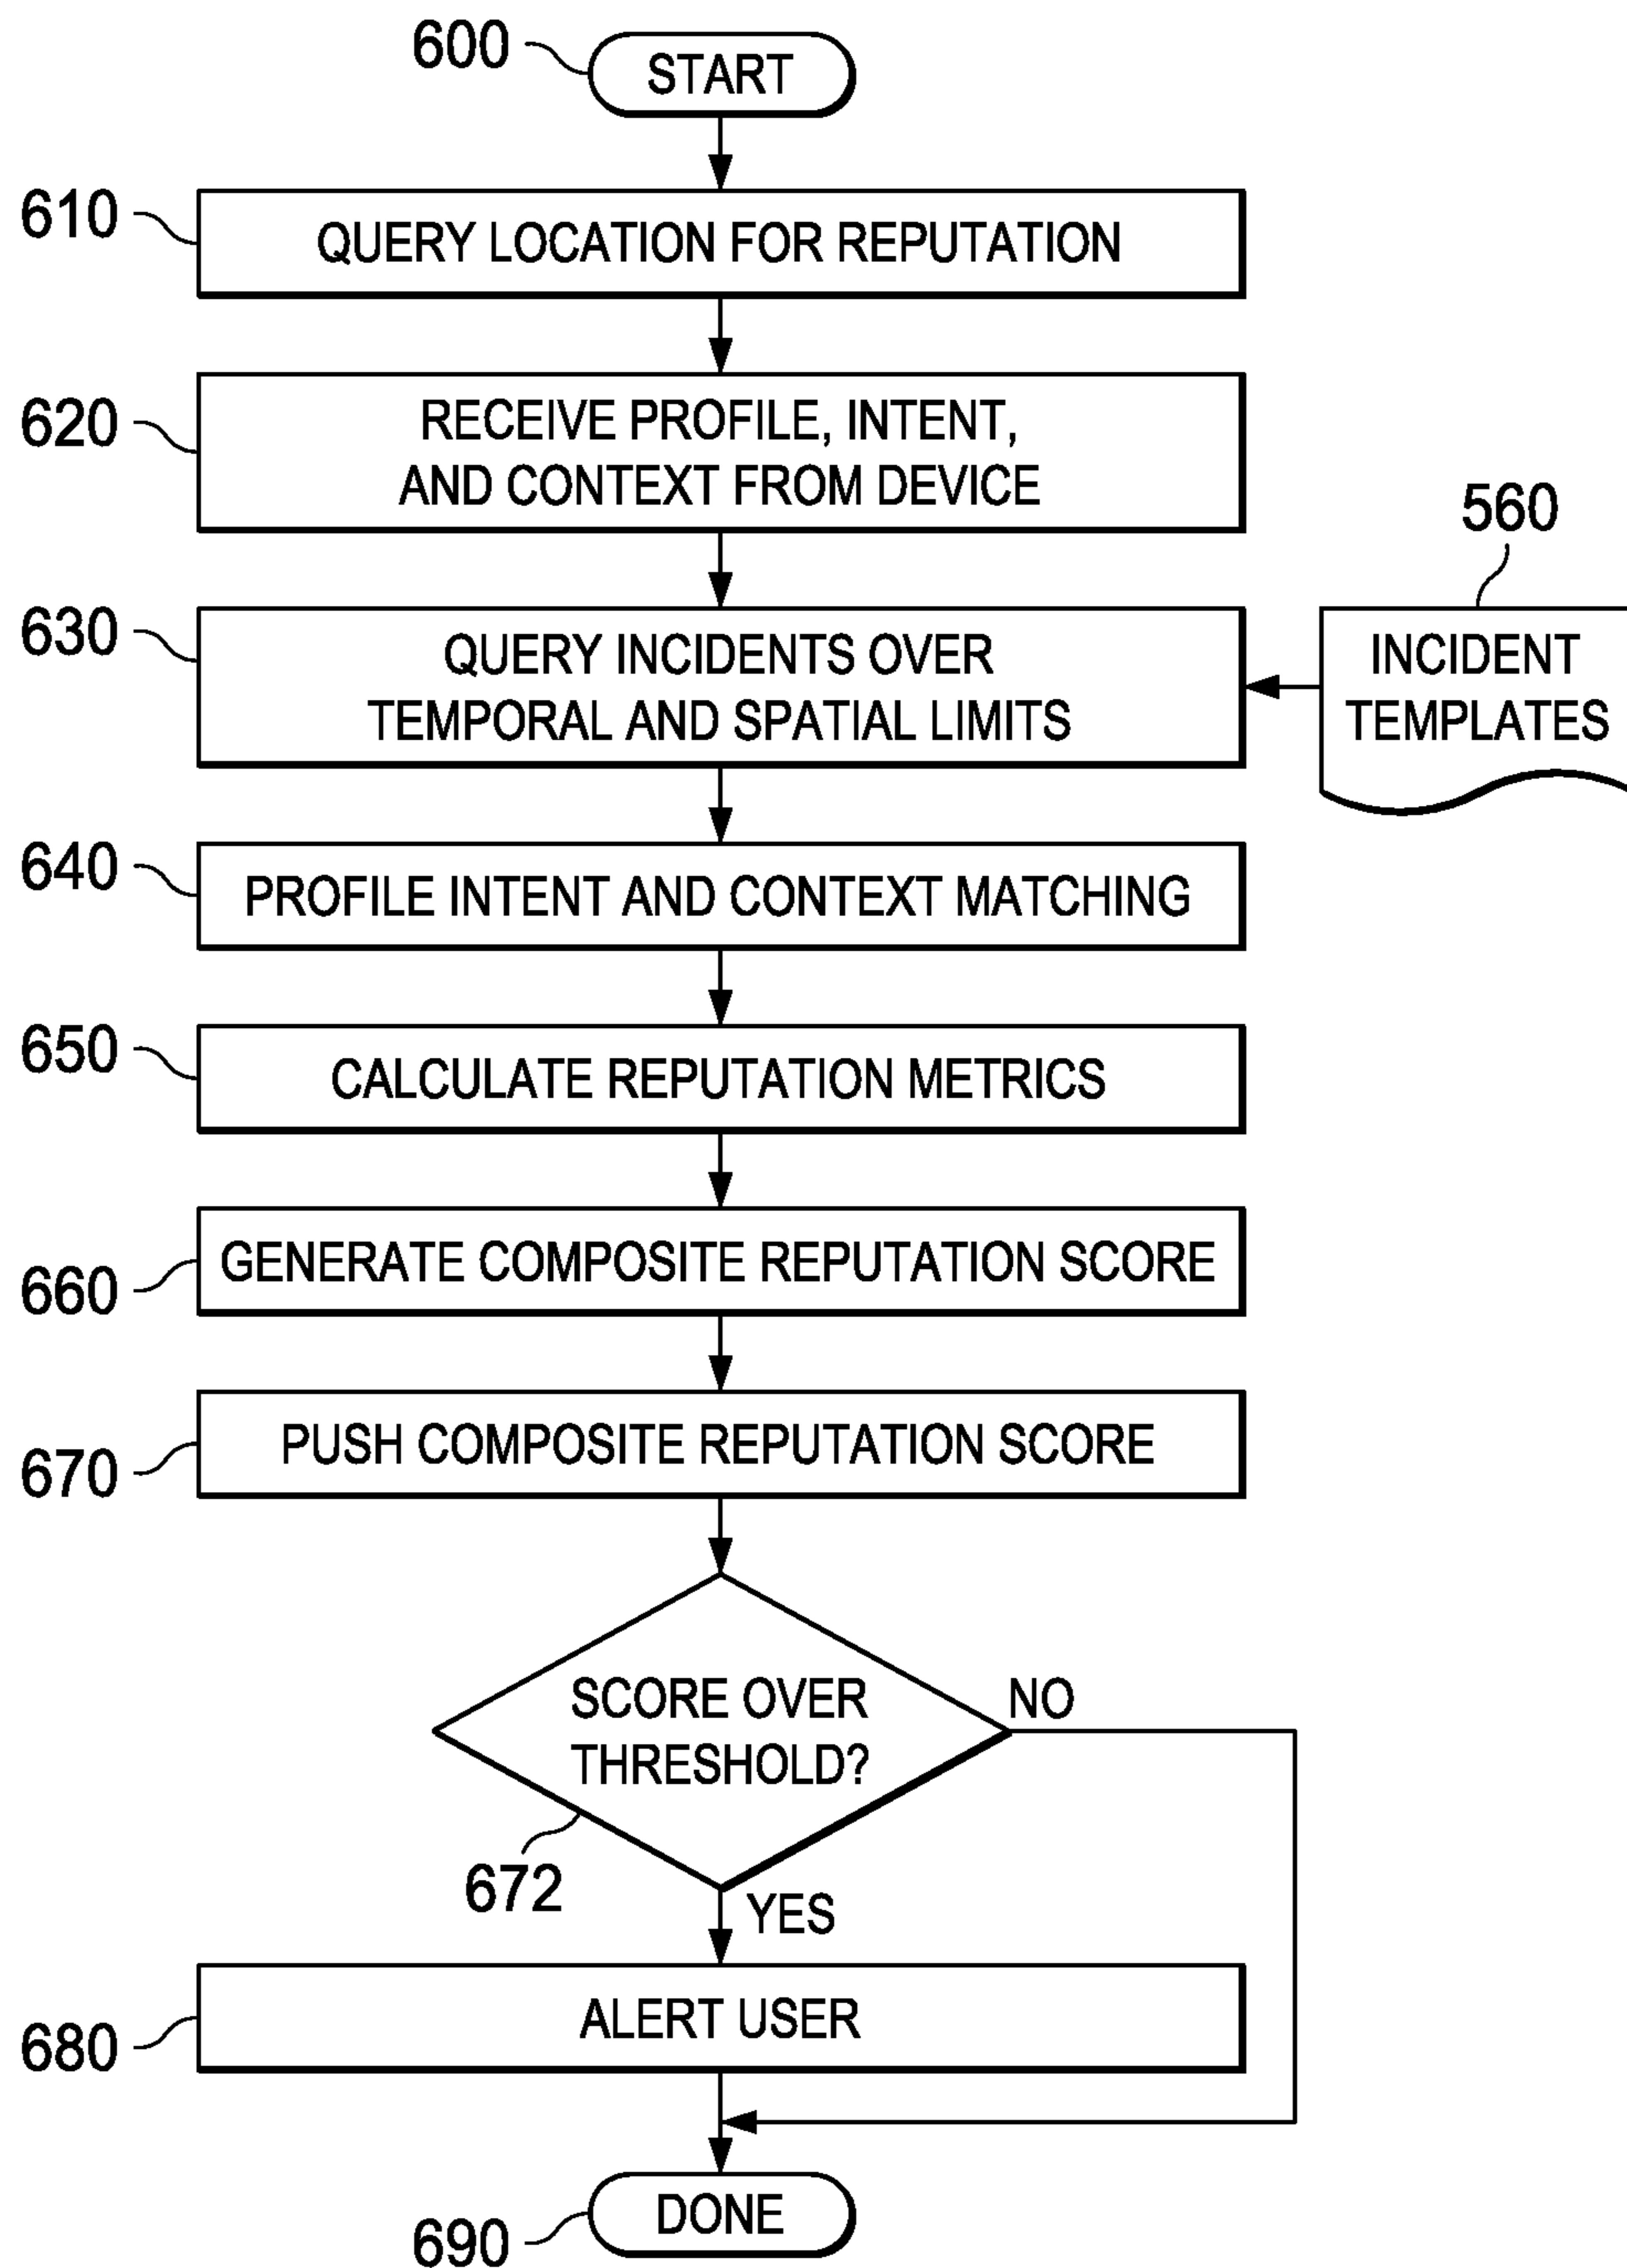 600
START
610
QUERY LOCATION FOR REPUTATION
620
RECEIVE PROFILE, INTENT,
AND CONTEXT FROM DEVICE
560
630
QUERY INCIDENTS OVER
TEMPORAL AND SPATIAL LIMITS
INCIDENT
TEMPLATES
640
PROFILE INTENT AND CONTEXT MATCHING
650
CALCULATE REPUTATION METRICS
660
GENERATE COMPOSITE REPUTATION SCORE
670
PUSH COMPOSITE REPUTATION SCORE
SCORE OVER
THRESHOLD?
NO
672
YES
680
ALERT USER
690
DONE